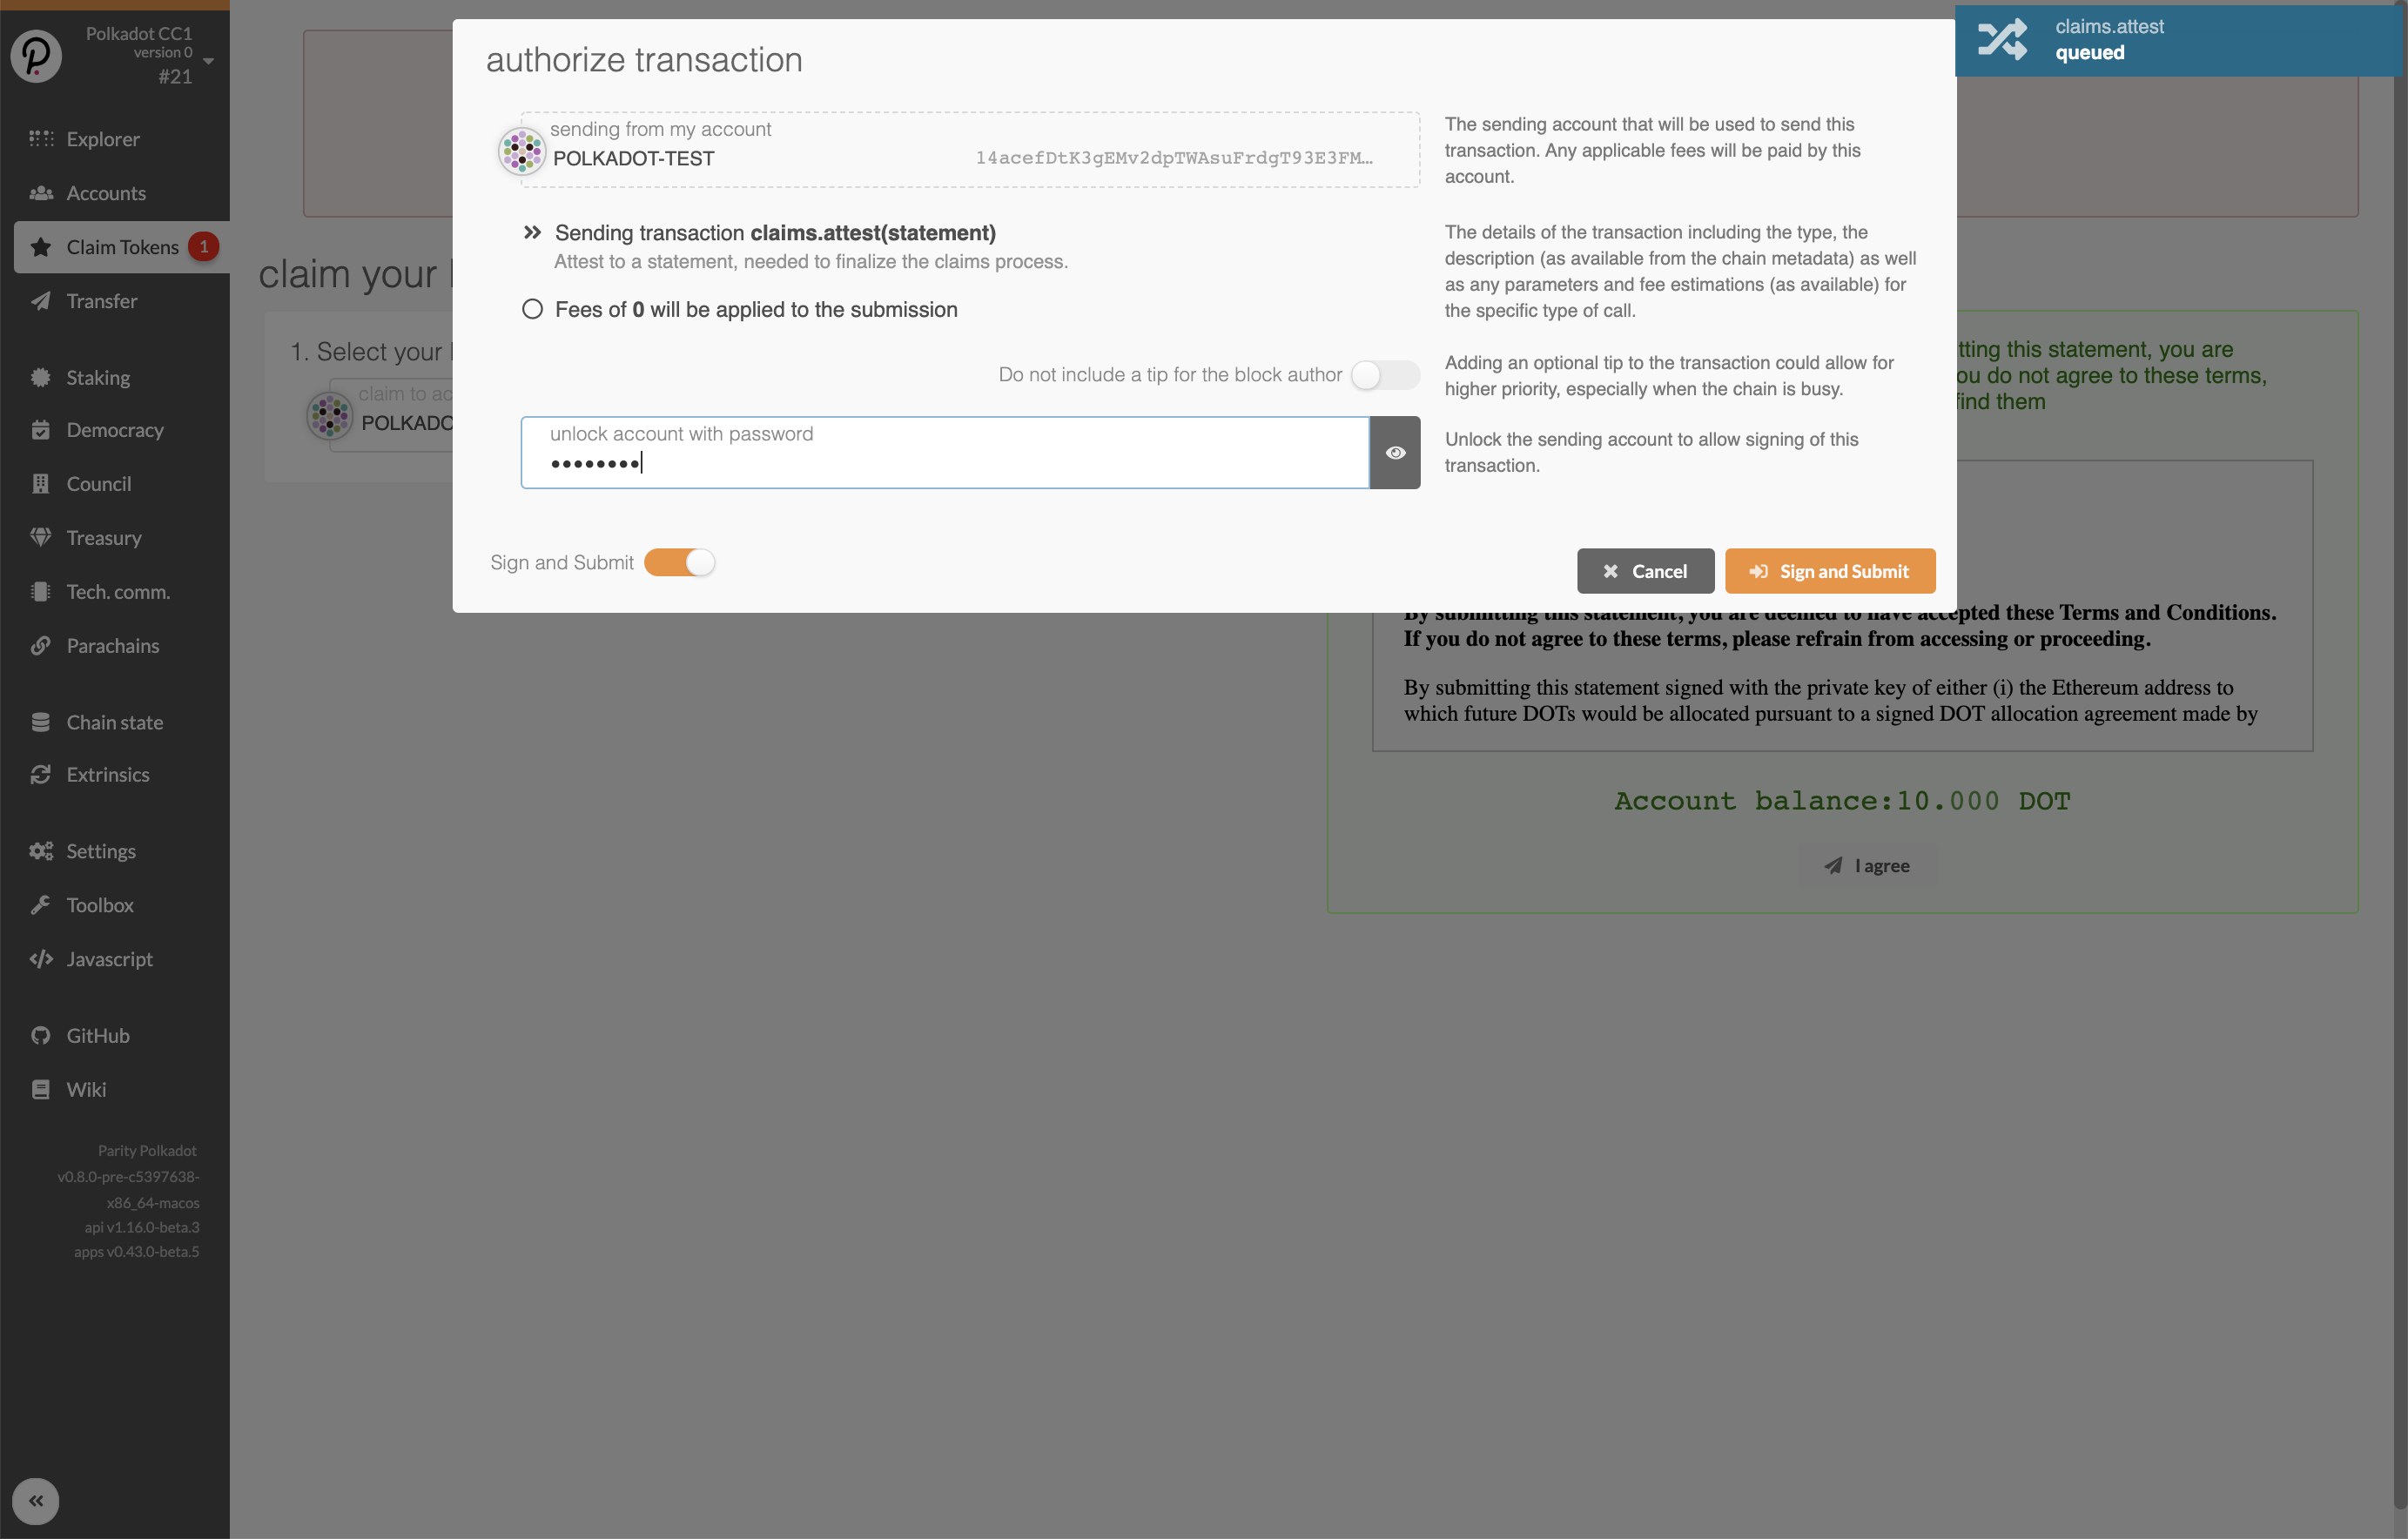 Polkadot CC1
version 0
#21
Explorer
Accounts
Claim Tokens 1
Transfer
Staking
Democracy
Council
Treasury
Tech. comm.
Parachains
Chain state
Extrinsics
Settings
Toolbox
Javascript
GitHub
Wiki
Parity Polkadot
v0.8.0-pre-c5397638-
x86_64-macos
api v1.16.0-beta.3
apps v0.43.0-beta.5
claim your
1. Select your
claim to ac
POLKADO
authorize transaction
sending from my account
POLKADOT-TEST 14acefDtK3gEMv2dpTWAsuFrdgT93E3FM…
The sending account that will be used to send this
transaction. Any applicable fees will be paid by this
account.
Sending transaction claims.attest(statement)
Attest to a statement, needed to finalize the claims process.
Fees of 0 will be applied to the submission
The details of the transaction including the type, the
description (as available from the chain metadata) as well
as any parameters and fee estimations (as available) for
the specific type of call.
Do not include a tip for the block author
Adding an optional tip to the transaction could allow for
higher priority, especially when the chain is busy.
unlock account with password
••••••••
Unlock the sending account to allow signing of this
transaction.
Sign and Submit
Cancel
Sign and Submit
claims.attest
queued
tting this statement, you are
ou do not agree to these terms,
find them
By submitting this statement, you are deemed to have accepted these Terms and Conditions.
If you do not agree to these terms, please refrain from accessing or proceeding.
By submitting this statement signed with the private key of either (i) the Ethereum address to
which future DOTs would be allocated pursuant to a signed DOT allocation agreement made by
Account balance:10.000 DOT
I agree